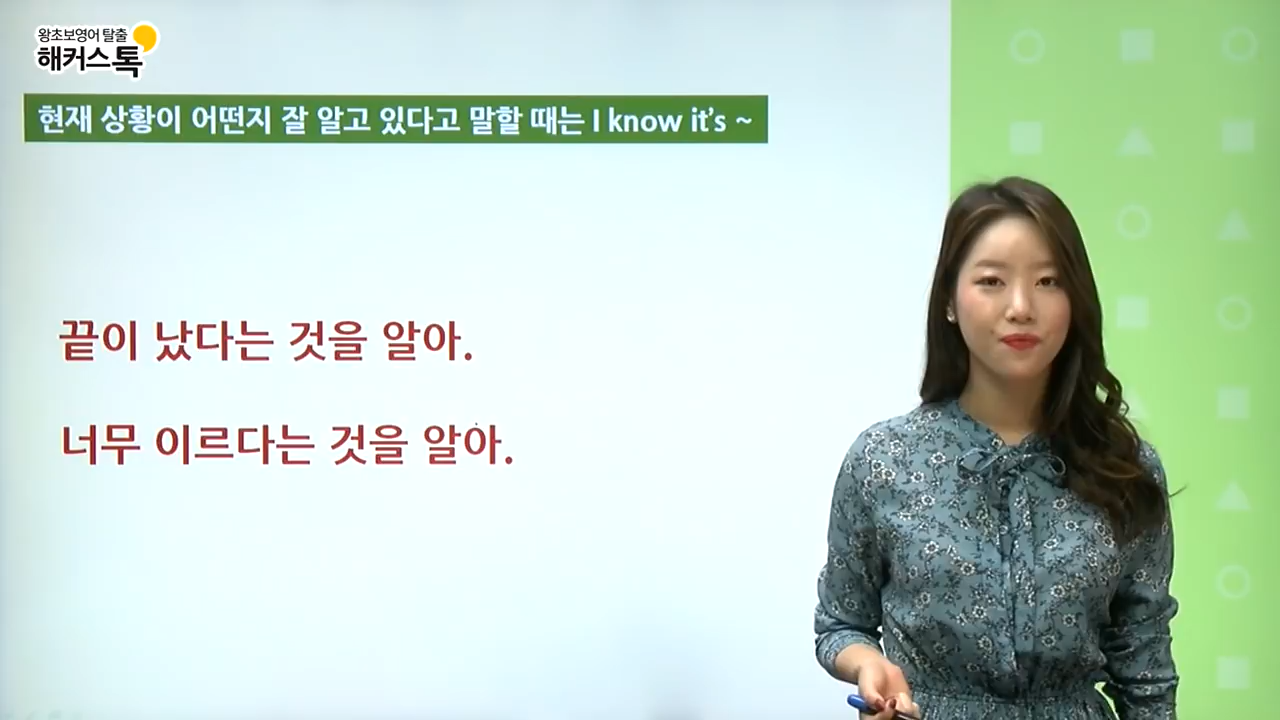 왕초보영어 탈출
해커스톡
현재 상황이 어떤지 잘 알고 있다고 말할 때는 I know it's ~
끝이 났다는 것을 알아.
너무 이르다는 것을 알아.